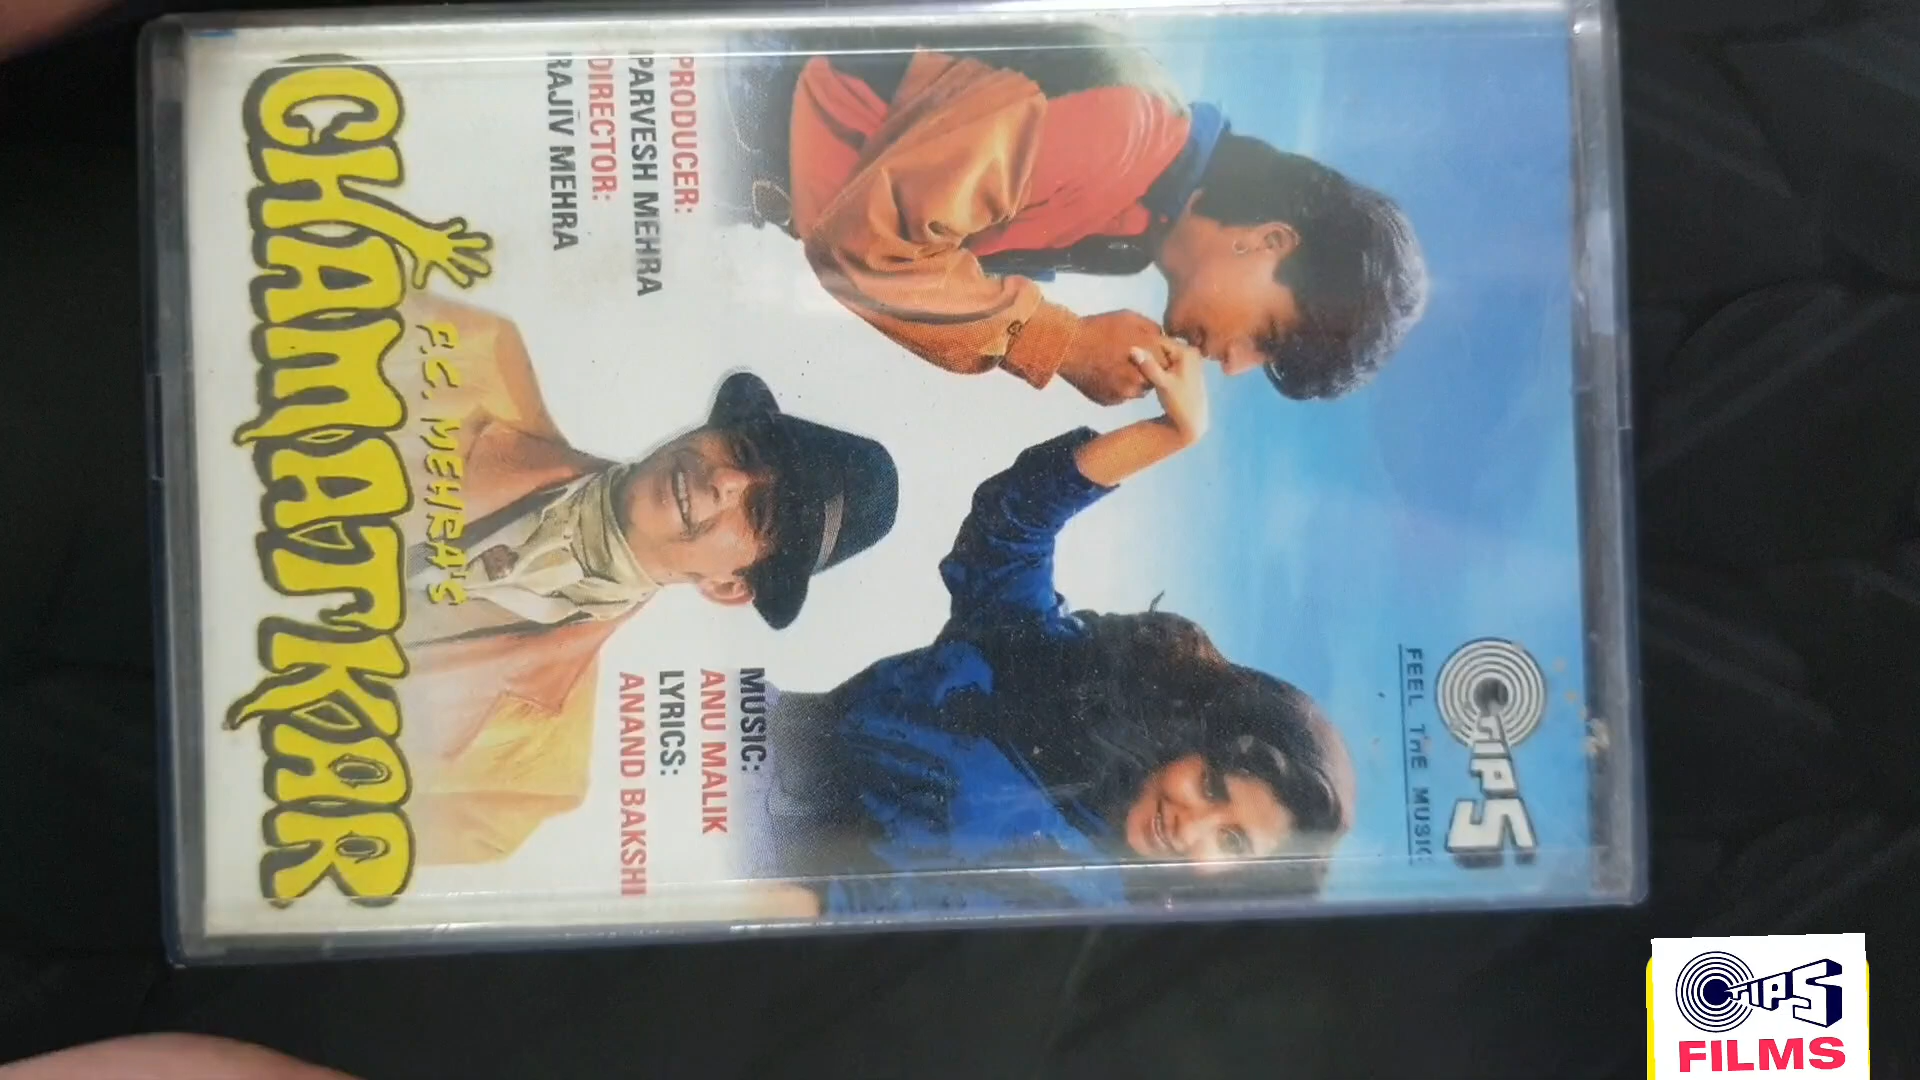 TIPS
FEEL THE MUSIC
PRODUCER:
PARVESH MEHRA
DIRECTOR:
RAJIV MEHRA
MUSIC:
ANU MALIK
LYRICS:
ANAND BAKSHI
F.C. MEHRA'S
CHAMATKAR
TIPS
FILMS